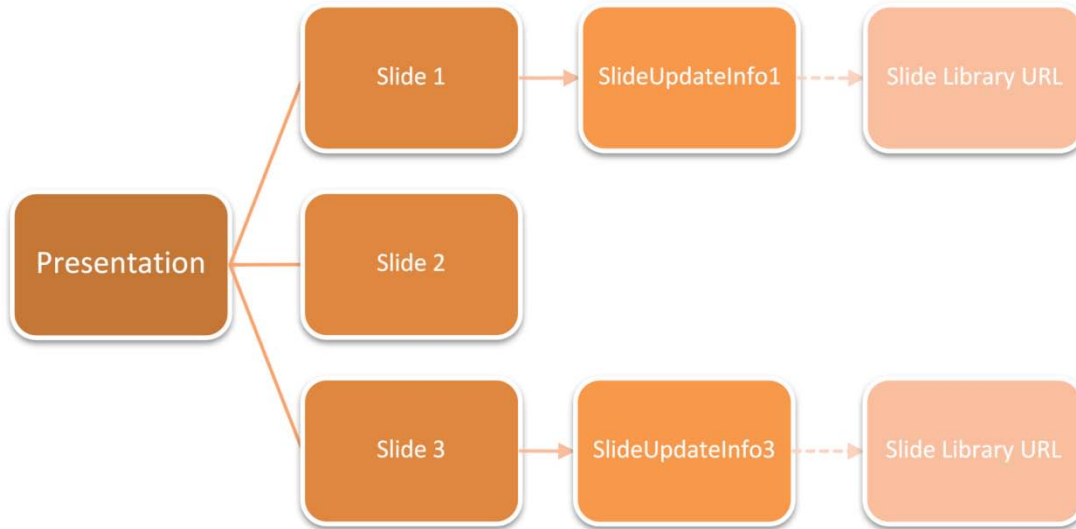 Slide 1
SlideUpdateInfo1
Slide Library URL
Presentation
Slide 2
Slide 3
SlideUpdateInfo3
Slide Library URL